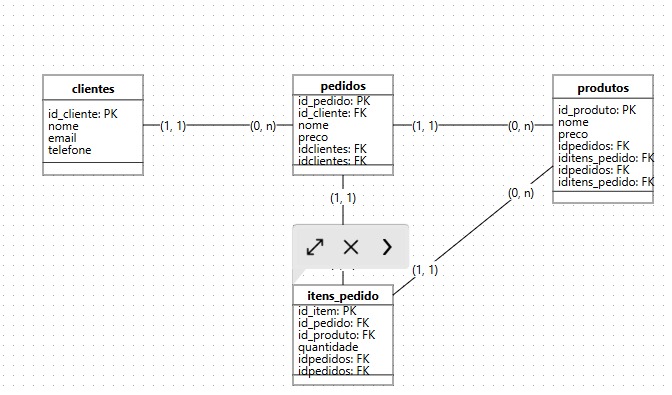 clientes
id_cliente: PK
nome
email
telefone
(1, 1)
(0, n)
pedidos
id_pedido: PK
id_cliente: FK
nome
preco
idclientes: FK
idclientes: FK
(1, 1)
(0, n)
produtos
id_produto: PK
nome
preco
idpedidos: FK
iditens_pedido: FK
idpedidos: FK
iditens_pedido: FK
(1, 1)
(0, n)
(1, 1)
itens_pedido
id_item: PK
id_pedido: FK
id_produto: FK
quantidade
idpedidos: FK
idpedidos: FK